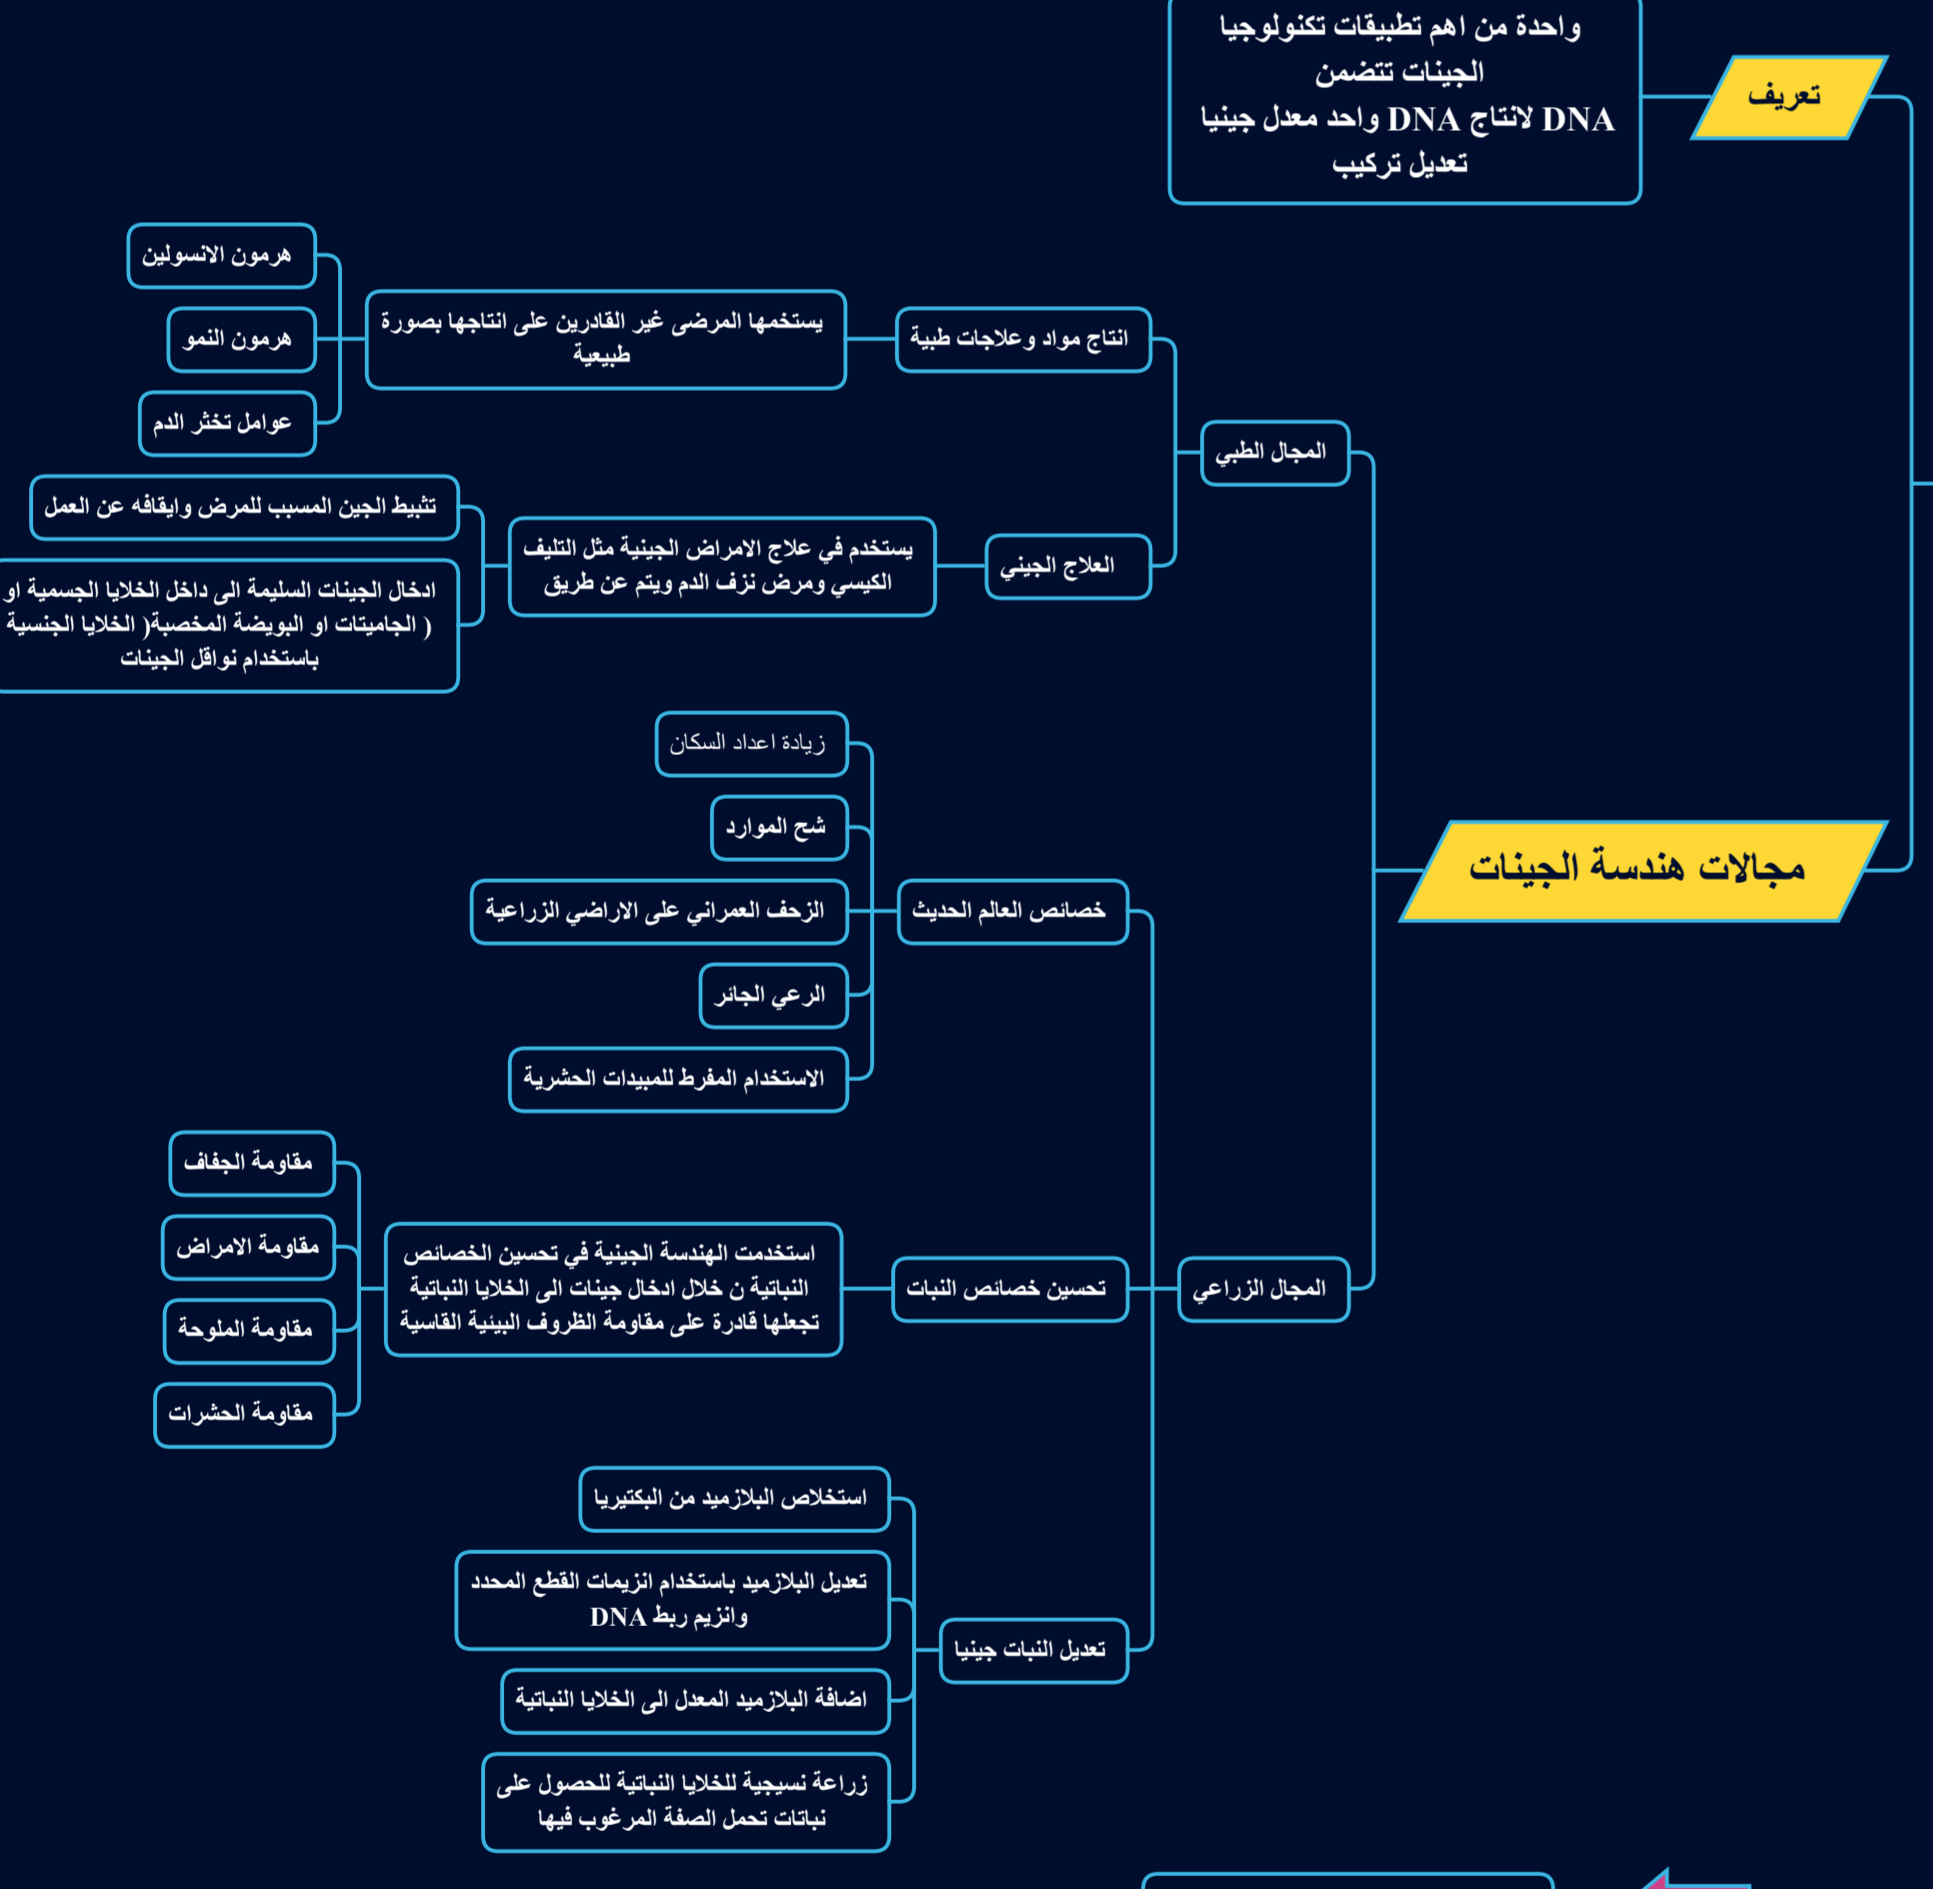 تعريف
واحدة من اهم تطبيقات تكنولوجيا
الجينات تتضمن
DNA لانتاج DNA واحد معدل جينيا
تعديل تركيب
مجالات هندسة الجينات
المجال الطبي
انتاج مواد وعلاجات طبية
يستخمها المرضى غير القادرين على انتاجها بصورة
طبيعية
هرمون الانسولين
هرمون النمو
عوامل تخثر الدم
العلاج الجيني
يستخدم في علاج الامراض الجينية مثل التليف
الكيسي ومرض نزف الدم ويتم عن طريق
تثبيط الجين المسبب للمرض وايقافه عن العمل
ادخال الجينات السليمة الى داخل الخلايا الجسمية او
( الجاميتات او البويضة المخصبة( الخلايا الجنسية
باستخدام نواقل الجينات
المجال الزراعي
خصائص العالم الحديث
زيادة اعداد السكان
شح الموارد
الزحف العمراني على الاراضي الزراعية
الرعي الجائر
الاستخدام المفرط للمبيدات الحشرية
تحسين خصائص النبات
استخدمت الهندسة الجينية في تحسين الخصائص
النباتية ن خلال ادخال جينات الى الخلايا النباتية
تجعلها قادرة على مقاومة الظروف البيئية القاسية
مقاومة الجفاف
مقاومة الامراض
مقاومة الملوحة
مقاومة الحشرات
تعديل النبات جينيا
استخلاص البلازميد من البكتيريا
تعديل البلازميد باستخدام انزيمات القطع المحدد
وانزيم ربط DNA
اضافة البلازميد المعدل الى الخلايا النباتية
زراعة نسيجية للخلايا النباتية للحصول على
نباتات تحمل الصفة المرغوب فيها